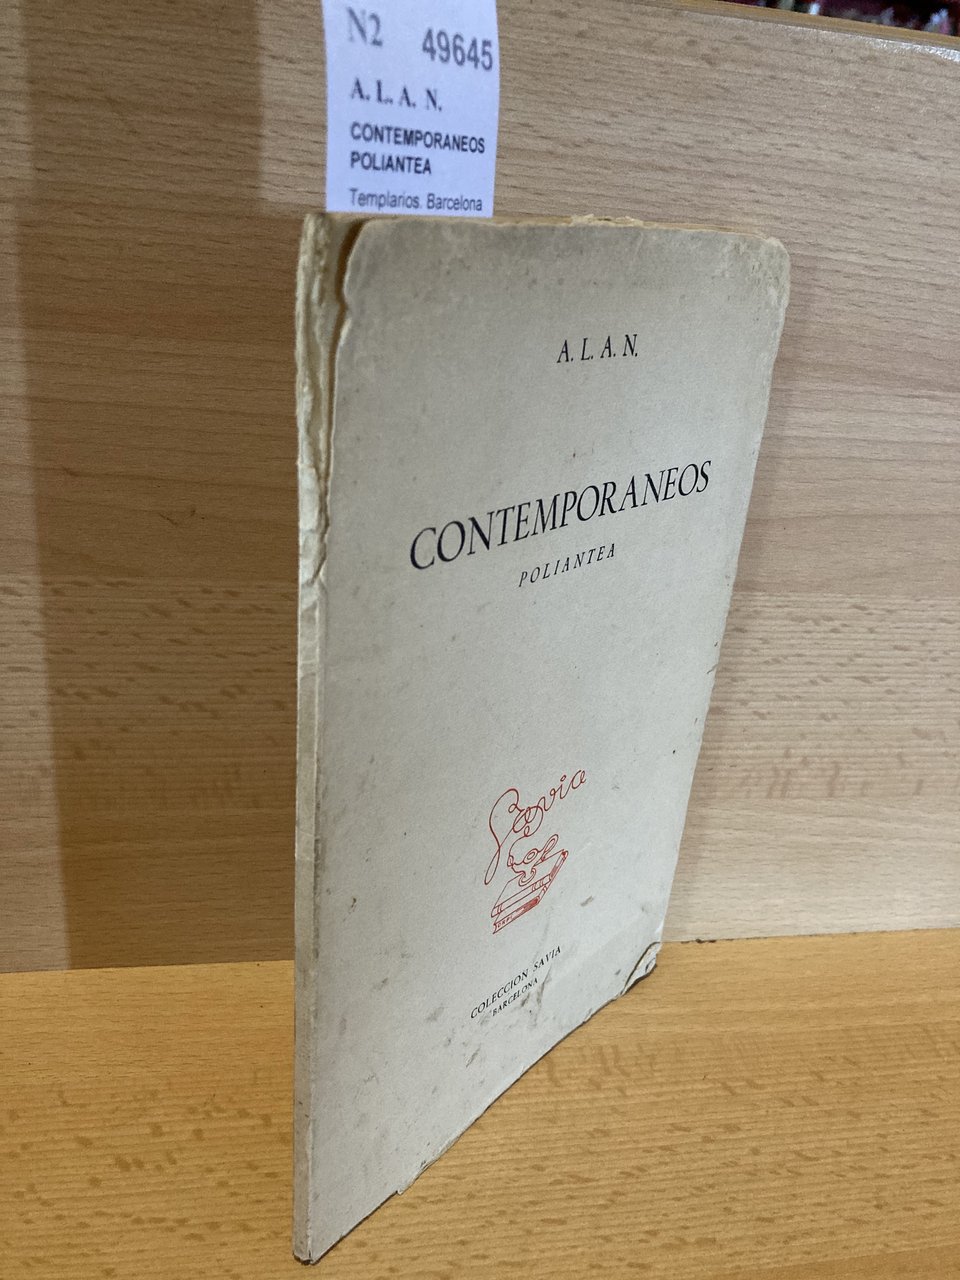 N2 49645
A. L. A. N.
CONTEMPORANEOS
POLIANTEA
Templarios. Barcelona
A. L. A. N.
CONTEMPORANEOS
POLIANTEA
Savia
COLECCION SAVIA
BARCELONA